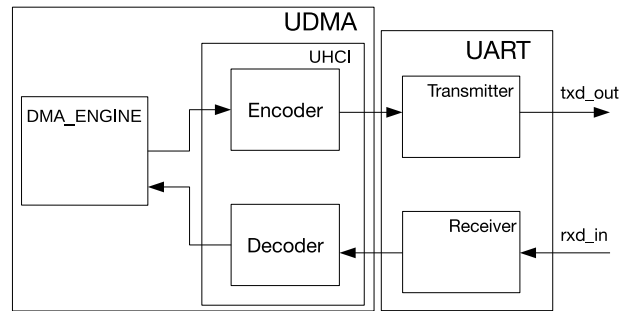 UDMA
UART
UHCI
DMA_ENGINE
Encoder
Transmitter
txd_out
Decoder
Receiver
rxd_in